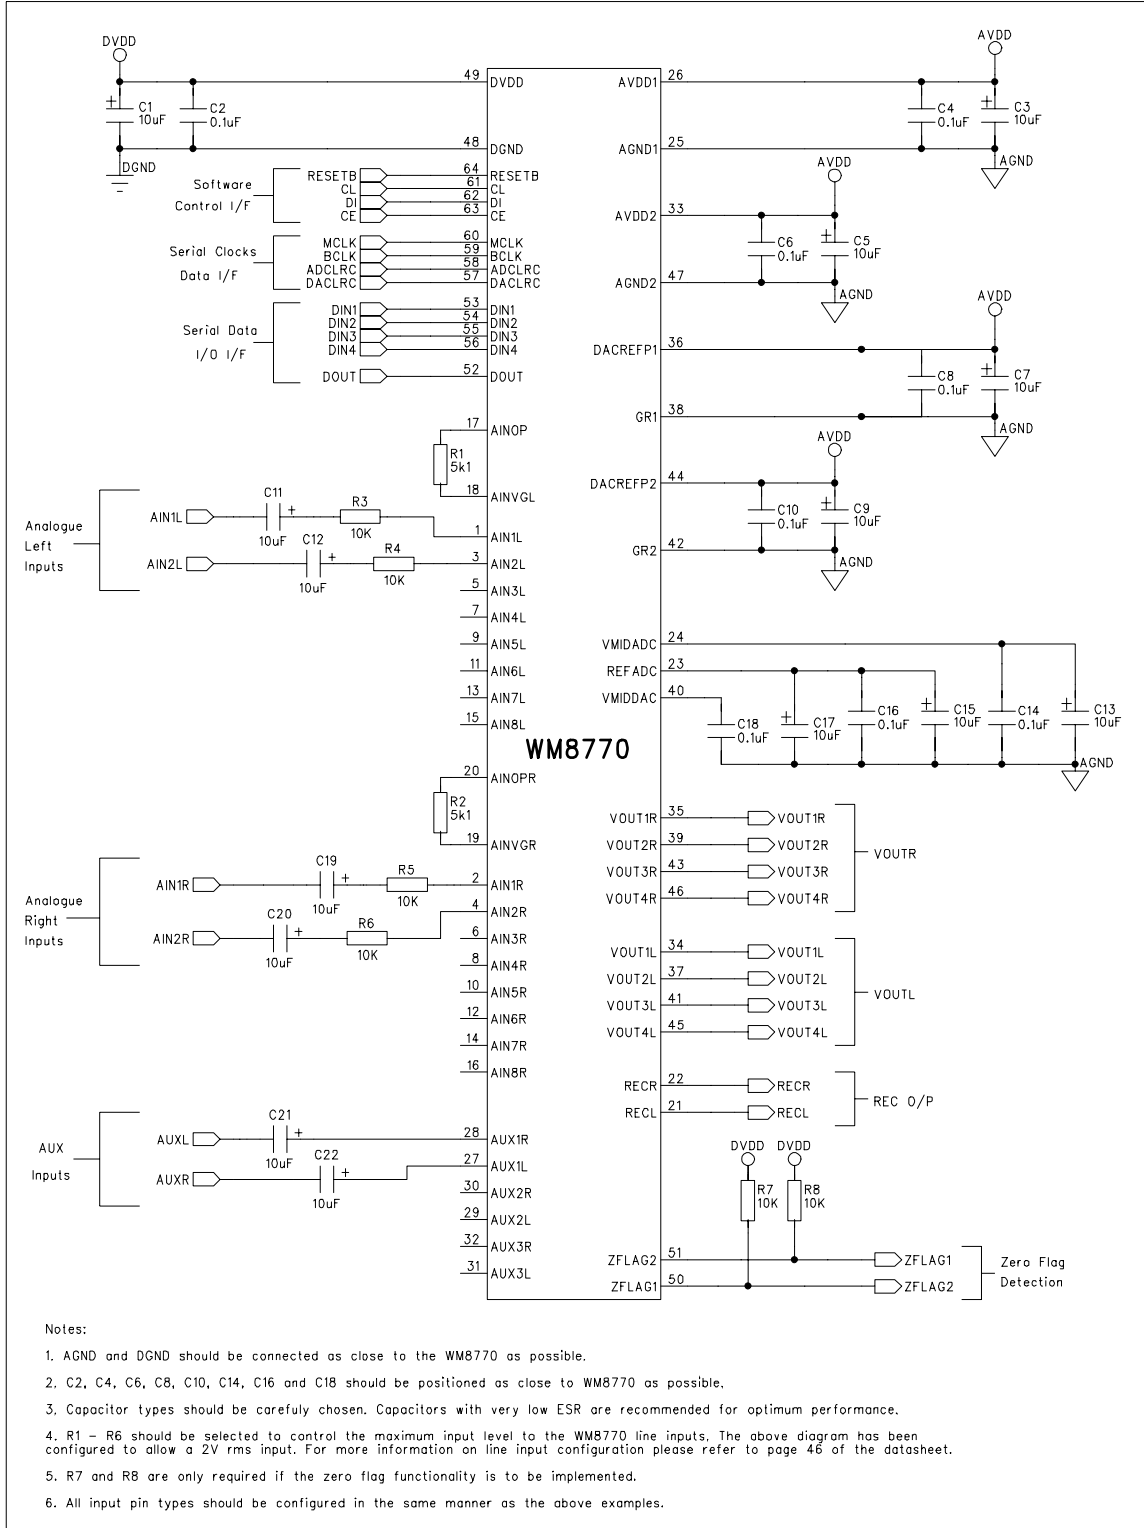 DVDD
C1
10uF
C2
0.1uF
DGND
49 DVDD
48 DGND
Software
Control I/F
RESETB 64 RESETB
CL 61 CL
DI 62 DI
CE 63 CE
Serial Clocks
Data I/F
MCLK 60 MCLK
BCLK 59 BCLK
ADCLRC 58 ADCLRC
DACLRC 57 DACLRC
Serial Data
I/O I/F
DIN1 53 DIN1
DIN2 54 DIN2
DIN3 55 DIN3
DIN4 56 DIN4
DOUT 52 DOUT
17 AINOP
R1
5k1
18 AINVGL
Analogue
Left
Inputs
AIN1L C11 10uF R3 10K 1 AIN1L
AIN2L C12 10uF R4 10K 3 AIN2L
5 AIN3L
7 AIN4L
9 AIN5L
11 AIN6L
13 AIN7L
15 AIN8L
WM8770
20 AINOPR
R2
5k1
19 AINVGR
Analogue
Right
Inputs
AIN1R C19 10uF R5 10K 2 AIN1R
AIN2R C20 10uF R6 10K 4 AIN2R
6 AIN3R
8 AIN4R
10 AIN5R
12 AIN6R
14 AIN7R
16 AIN8R
AUX
Inputs
AUXL C21 10uF 28 AUX1R
AUXR C22 10uF 27 AUX1L
30 AUX2R
29 AUX2L
32 AUX3R
31 AUX3L
AVDD
AVDD1 26
C4
0.1uF
C3
10uF
AGND1 25
AGND
AVDD
AVDD2 33
C6
0.1uF
C5
10uF
AGND2 47
AGND
AVDD
DACREFP1 36
C8
0.1uF
C7
10uF
GR1 38
AGND
AVDD
DACREFP2 44
C10
0.1uF
C9
10uF
GR2 42
AGND
VMIDADC 24
REFADC 23
VMIDDAC 40
C18
0.1uF
C17
10uF
C16
0.1uF
C15
10uF
C14
0.1uF
C13
10uF
AGND
VOUT1R 35 VOUT1R
VOUT2R 39 VOUT2R
VOUT3R 43 VOUT3R
VOUT4R 46 VOUT4R
VOUTR
VOUT1L 34 VOUT1L
VOUT2L 37 VOUT2L
VOUT3L 41 VOUT3L
VOUT4L 45 VOUT4L
VOUTL
RECR 22 RECR
RECL 21 RECL
REC O/P
DVDD DVDD
R7
10K
R8
10K
ZFLAG2 51 ZFLAG1
ZFLAG1 50 ZFLAG2
Zero Flag
Detection
Notes:
1. AGND and DGND should be connected as close to the WM8770 as possible.
2. C2, C4, C6, C8, C10, C14, C16 and C18 should be positioned as close to WM8770 as possible.
3. Capacitor types should be carefuly chosen. Capacitors with very low ESR are recommended for optimum performance.
4. R1 - R6 should be selected to control the maximum input level to the WM8770 line inputs. The above diagram has been
configured to allow a 2V rms input. For more information on line input configuration please refer to page 46 of the datasheet.
5. R7 and R8 are only required if the zero flag functionality is to be implemented.
6. All input pin types should be configured in the same manner as the above examples.